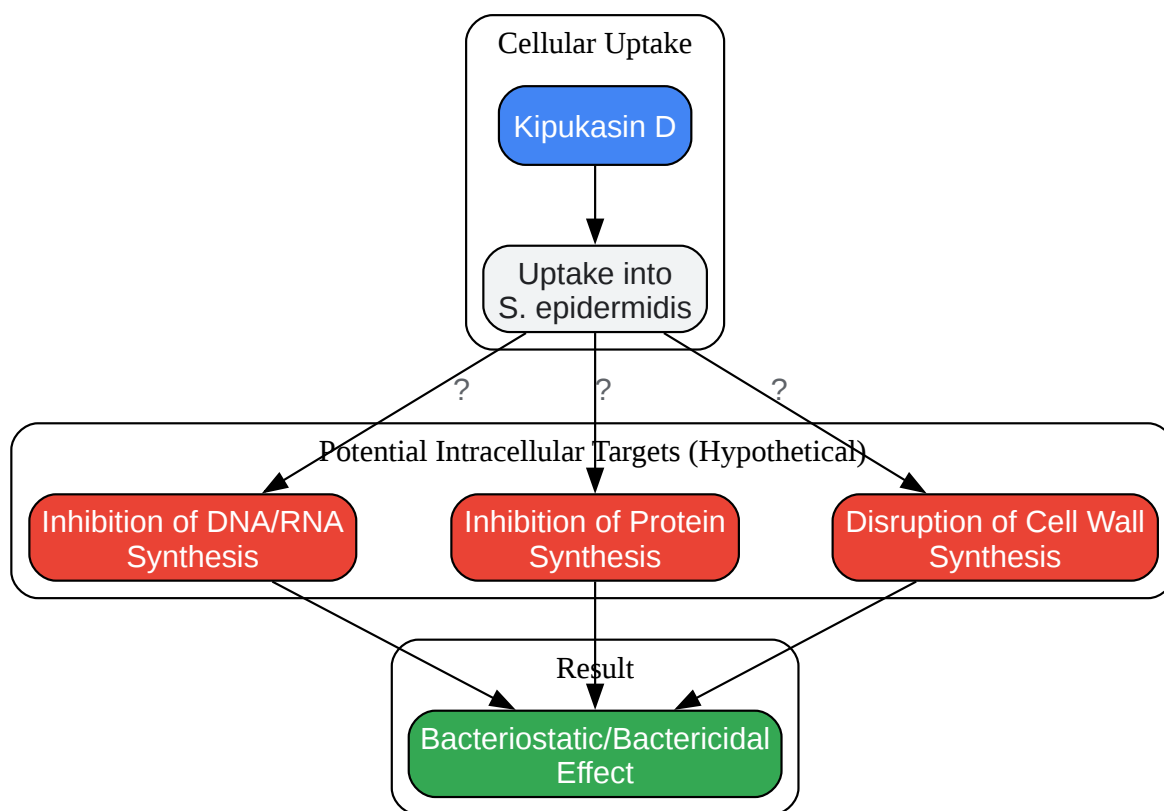 Cellular Uptake
Kipukasin D
Uptake into
S. epidermidis
?
?
?
Potential Intracellular Targets (Hypothetical)
Inhibition of DNA/RNA
Synthesis
Inhibition of Protein
Synthesis
Disruption of Cell Wall
Synthesis
Result
Bacteriostatic/Bactericidal
Effect